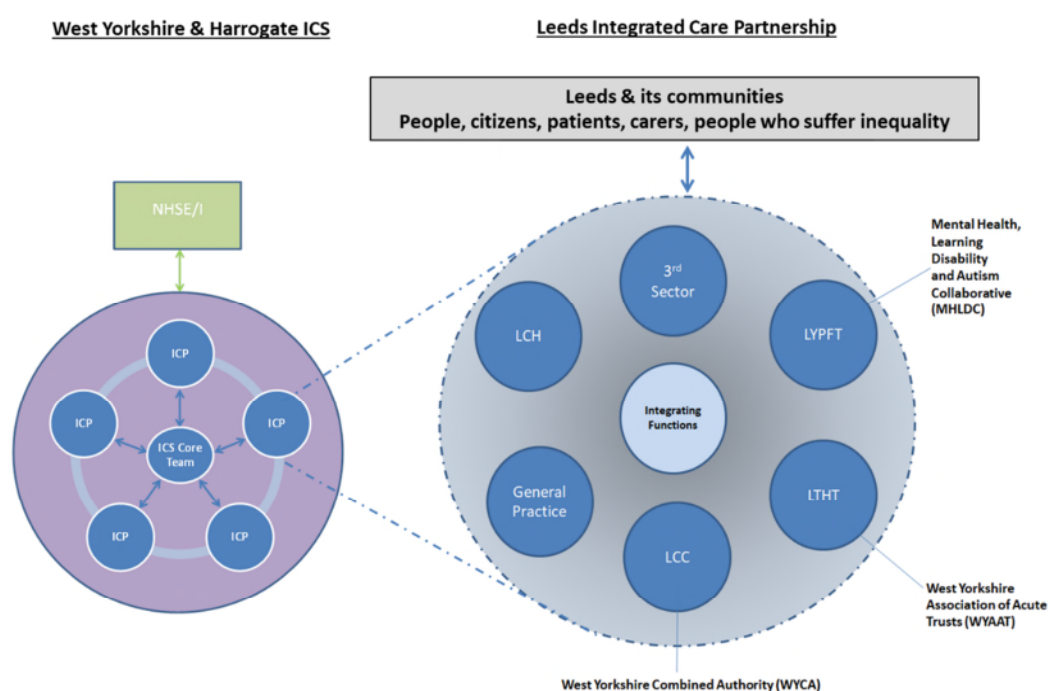 West Yorkshire & Harrogate ICS
Leeds Integrated Care Partnership
Leeds & its communities
People, citizens, patients, carers, people who suffer inequality
NHSE/I
ICP
ICP
ICP
ICS Core
Team
ICP
ICP
3rd
Sector
LCH
LYPFT
Integrating
Functions
General
Practice
LTHT
LCC
Mental Health,
Learning
Disability
and Autism
Collaborative
(MHLDC)
West Yorkshire
Association of Acute
Trusts (WYAAT)
West Yorkshire Combined Authority (WYCA)